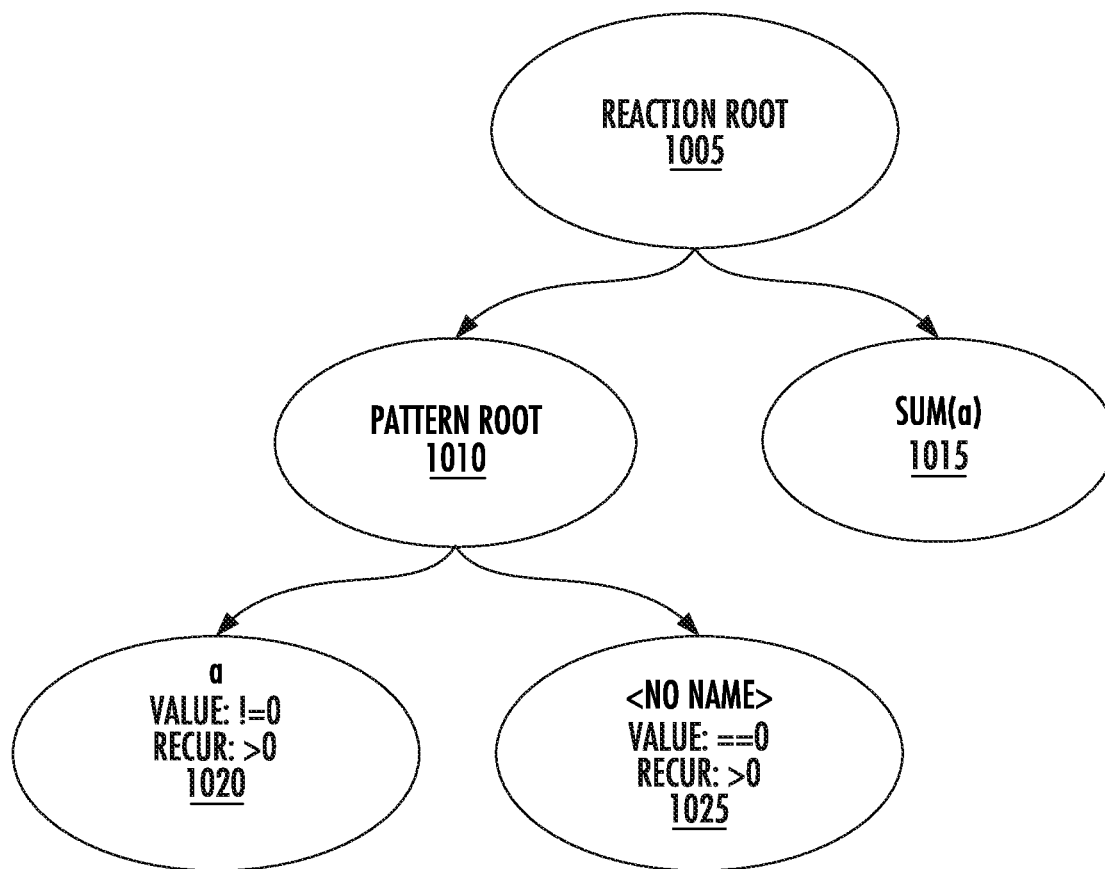 REACTION ROOT
1005
PATTERN ROOT
1010
SUM(a)
1015
a
VALUE: !=0
RECUR: >0
1020
<NO NAME>
VALUE: ==0
RECUR: >0
1025